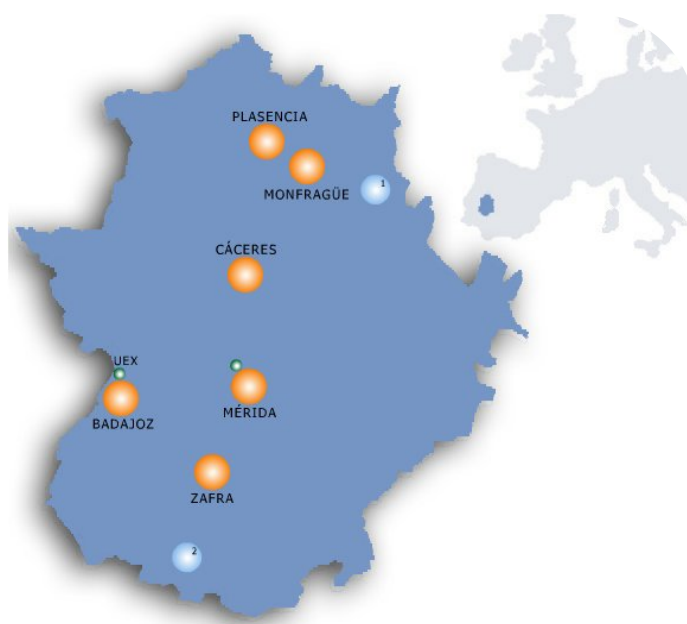 PLASENCIA
MONFRAGÜE
1
CÁCERES
UEX
BADAJOZ
MÉRIDA
ZAFRA
2